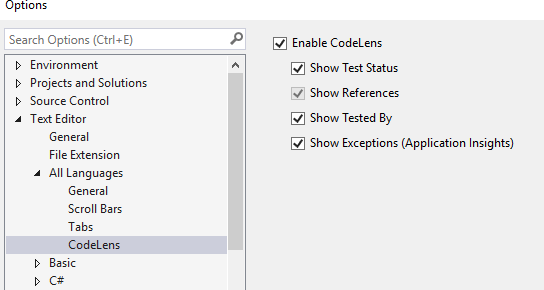 Options
Search Options (Ctrl+E)
Environment
Projects and Solutions
Source Control
Text Editor
General
File Extension
All Languages
General
Scroll Bars
Tabs
CodeLens
Basic
C#
Enable CodeLens
Show Test Status
Show References
Show Tested By
Show Exceptions (Application Insights)